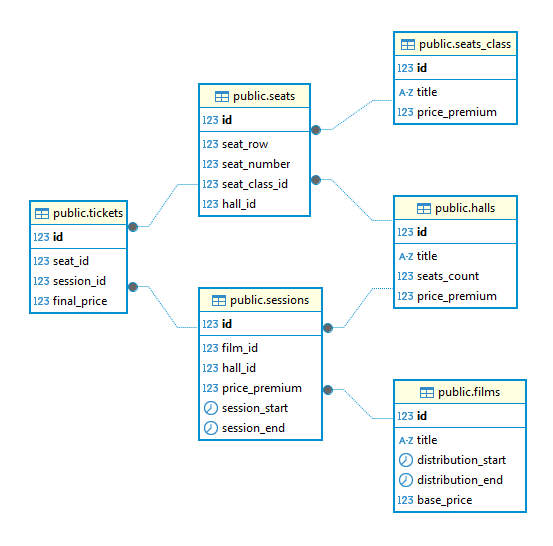 public.seats_class
123 id
A-Z title
123 price_premium
public.seats
123 id
123 seat_row
123 seat_number
123 seat_class_id
123 hall_id
public.tickets
123 id
123 seat_id
123 session_id
123 final_price
public.halls
123 id
A-Z title
123 seats_count
123 price_premium
public.sessions
123 id
123 film_id
123 hall_id
123 price_premium
session_start
session_end
public.films
123 id
A-Z title
distribution_start
distribution_end
123 base_price